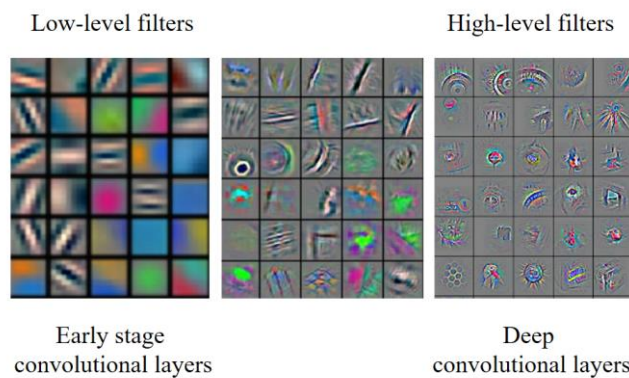 Low-level filters
High-level filters
Early stage
convolutional layers
Deep
convolutional layers